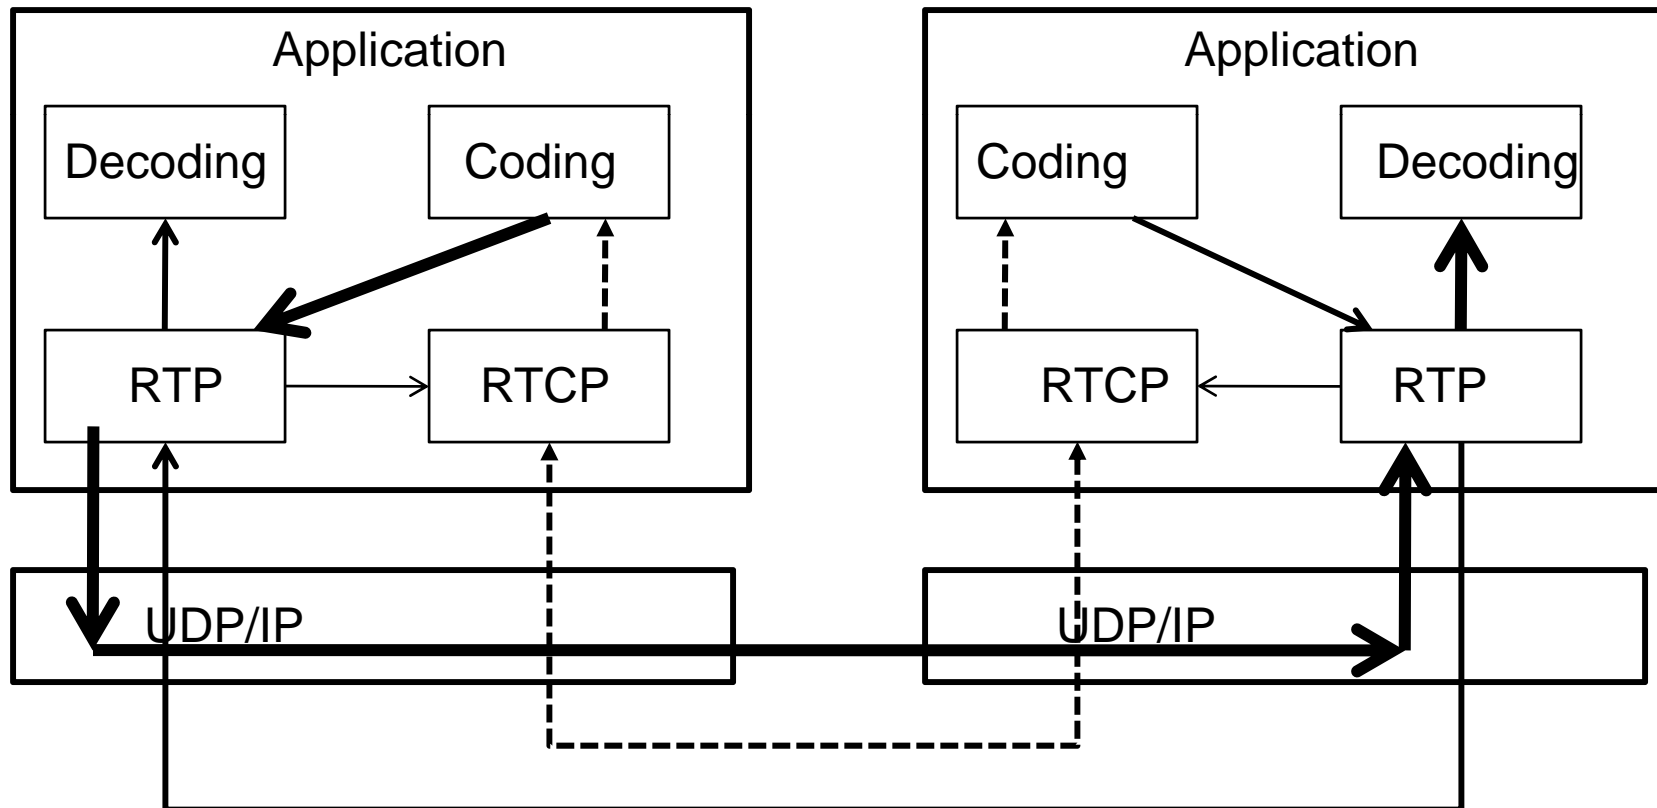 Application
Application
Decoding
Coding
Coding
Decoding
RTP
RTCP
RTCP
RTP
UDP/IP
UDP/IP